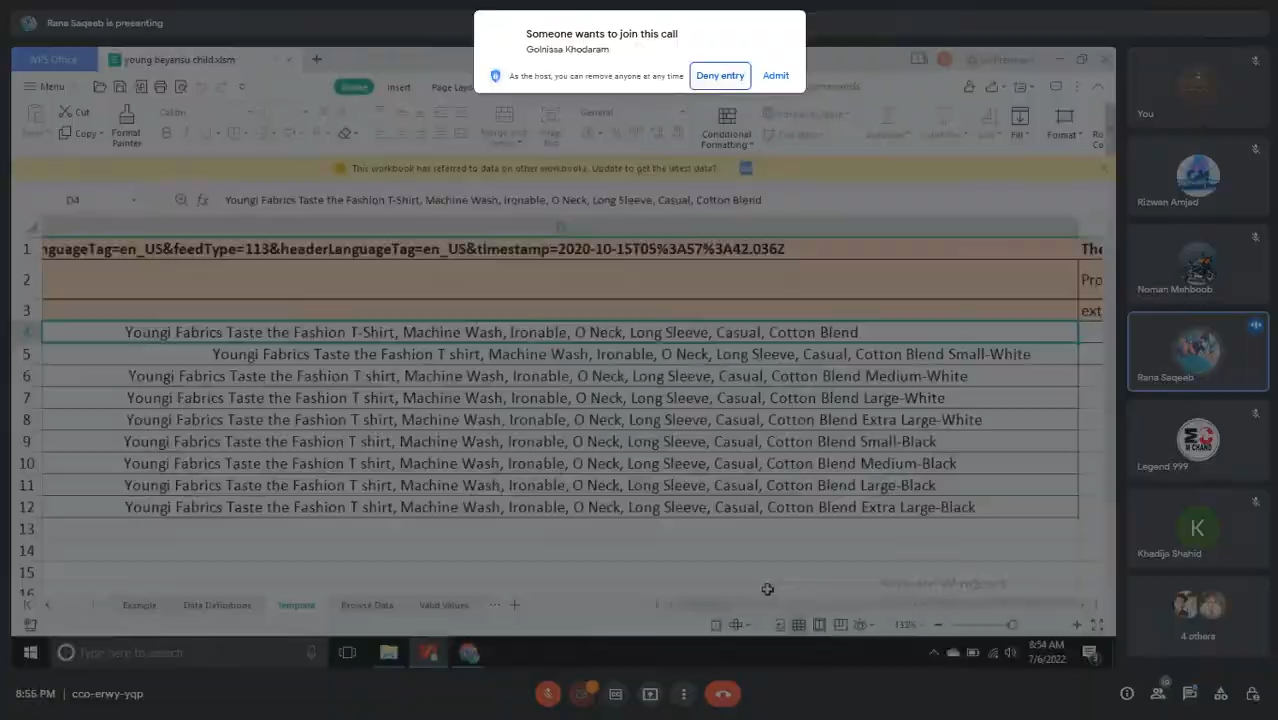 Rana Saqeeb is presenting
Someone wants to join this call
Golnissa Khodaram
As the host, you can remove anyone at any time
Deny entry
Admit
WPS Office
young beyansu child.xlsm
Menu
Home
Insert
Page Lay
Cut
Copy
Format
Painter
Calibri
General
Conditional
Formatting
Fill
Format
This workbook has referred to data on other workbooks. Update to get the latest data?
D4
fx
Youngi Fabrics Taste the Fashion T-Shirt, Machine Wash, Ironable, O Neck, Long Sleeve, Casual, Cotton Blend
1 nguageTag=en_US&feedType=113&headerLanguageTag=en_US&timestamp=2020-10-15T05%3A57%3A42.036Z The
2 Pro
3 ext
4 Youngi Fabrics Taste the Fashion T-Shirt, Machine Wash, Ironable, O Neck, Long Sleeve, Casual, Cotton Blend
5 Youngi Fabrics Taste the Fashion T shirt, Machine Wash, Ironable, O Neck, Long Sleeve, Casual, Cotton Blend Small-White
6 Youngi Fabrics Taste the Fashion T shirt, Machine Wash, Ironable, O Neck, Long Sleeve, Casual, Cotton Blend Medium-White
7 Youngi Fabrics Taste the Fashion T shirt, Machine Wash, Ironable, O Neck, Long Sleeve, Casual, Cotton Blend Large-White
8 Youngi Fabrics Taste the Fashion T shirt, Machine Wash, Ironable, O Neck, Long Sleeve, Casual, Cotton Blend Extra Large-White
9 Youngi Fabrics Taste the Fashion T shirt, Machine Wash, Ironable, O Neck, Long Sleeve, Casual, Cotton Blend Small-Black
10 Youngi Fabrics Taste the Fashion T shirt, Machine Wash, Ironable, O Neck, Long Sleeve, Casual, Cotton Blend Medium-Black
11 Youngi Fabrics Taste the Fashion T shirt, Machine Wash, Ironable, O Neck, Long Sleeve, Casual, Cotton Blend Large-Black
12 Youngi Fabrics Taste the Fashion T shirt, Machine Wash, Ironable, O Neck, Long Sleeve, Casual, Cotton Blend Extra Large-Black
13
14
15
16
Example
Data Definitions
Template
Browse Data
Valid Values
132%
Type here to search
8:54 AM
7/6/2022
You
Rizwan Amjad
Noman Mehboob
Rana Saqeeb
M CHAND
Legend 999
K
Khadija Shahid
4 others
8:55 PM
cco-erwy-yqp